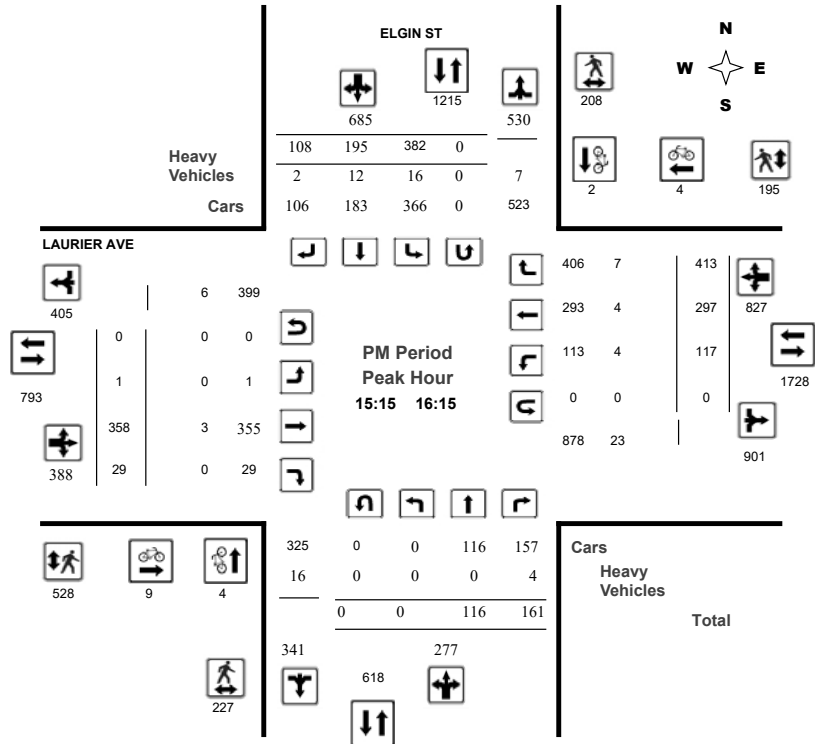 ELGIN ST
N
W E
S
1215
208
685 530
108 195 382 0
Heavy
Vehicles
2 12 16 0 7
Cars
106 183 366 0 523
2 4 195
LAURIER AVE
405
6 399
406 7 413
827
293 4 297
0 0 0
793
PM Period
Peak Hour
15:15 16:15
1 0 1
113 4 117
1728
358 3 355
0 0 0
388
29 0 29
878 23
901
325 0 0 116 157
Cars
16 0 0 0 4
Heavy
Vehicles
528 9 4
0 0 116 161
Total
341 277
618
227